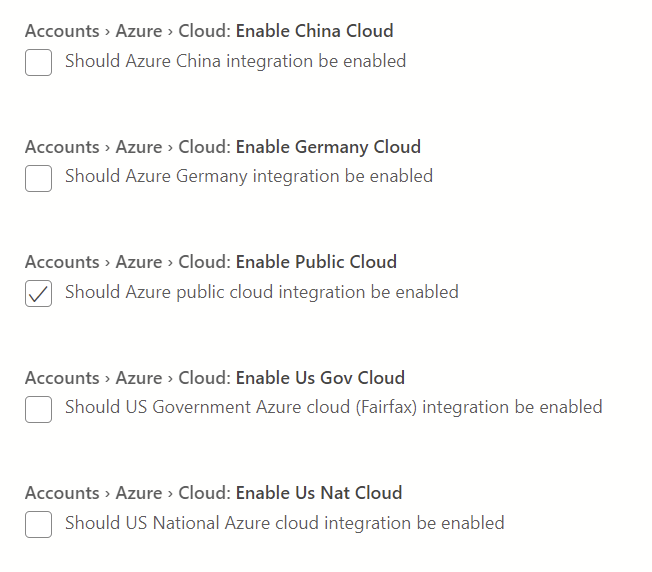 Accounts › Azure › Cloud: Enable China Cloud
Should Azure China integration be enabled
Accounts › Azure › Cloud: Enable Germany Cloud
Should Azure Germany integration be enabled
Accounts › Azure › Cloud: Enable Public Cloud
Should Azure public cloud integration be enabled
Accounts › Azure › Cloud: Enable Us Gov Cloud
Should US Government Azure cloud (Fairfax) integration be enabled
Accounts › Azure › Cloud: Enable Us Nat Cloud
Should US National Azure cloud integration be enabled